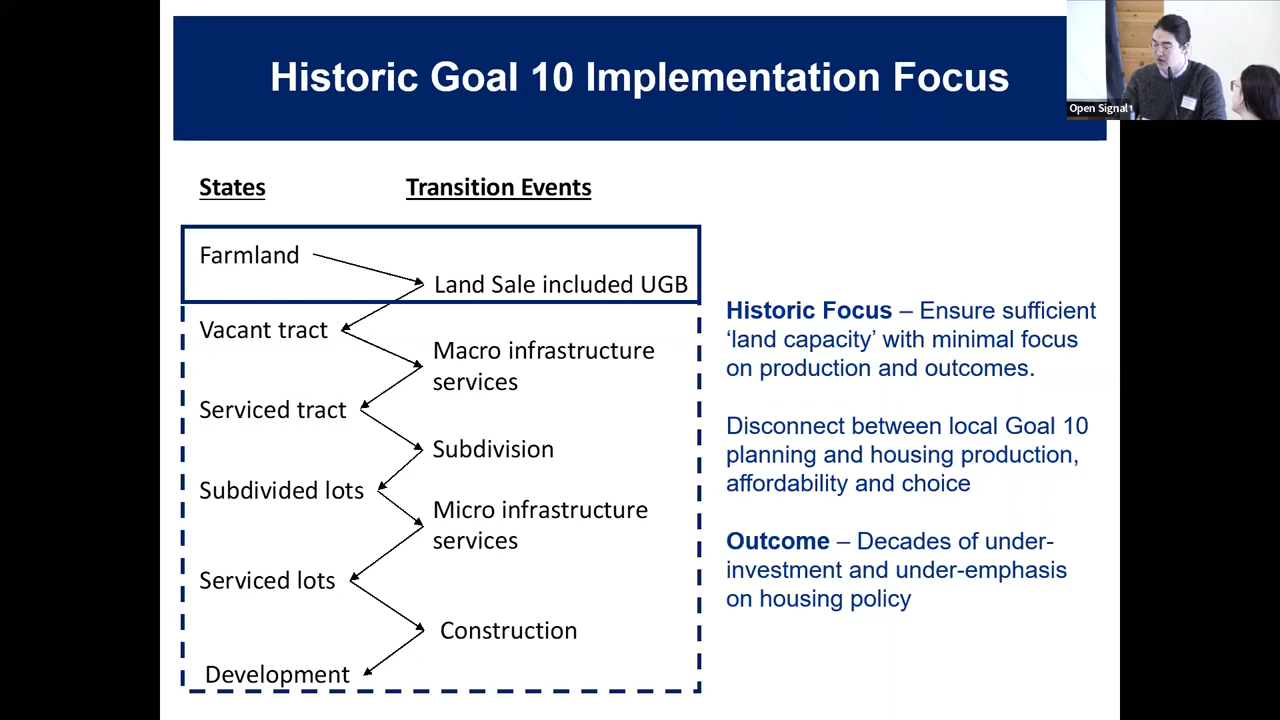 Historic Goal 10 Implementation Focus
Open Signal
States
Transition Events
Farmland
Land Sale included UGB
Vacant tract
Macro infrastructure
services
Serviced tract
Subdivision
Subdivided lots
Micro infrastructure
services
Serviced lots
Construction
Development
Historic Focus – Ensure sufficient
‘land capacity’ with minimal focus
on production and outcomes.
Disconnect between local Goal 10
planning and housing production,
affordability and choice
Outcome – Decades of under-
investment and under-emphasis
on housing policy